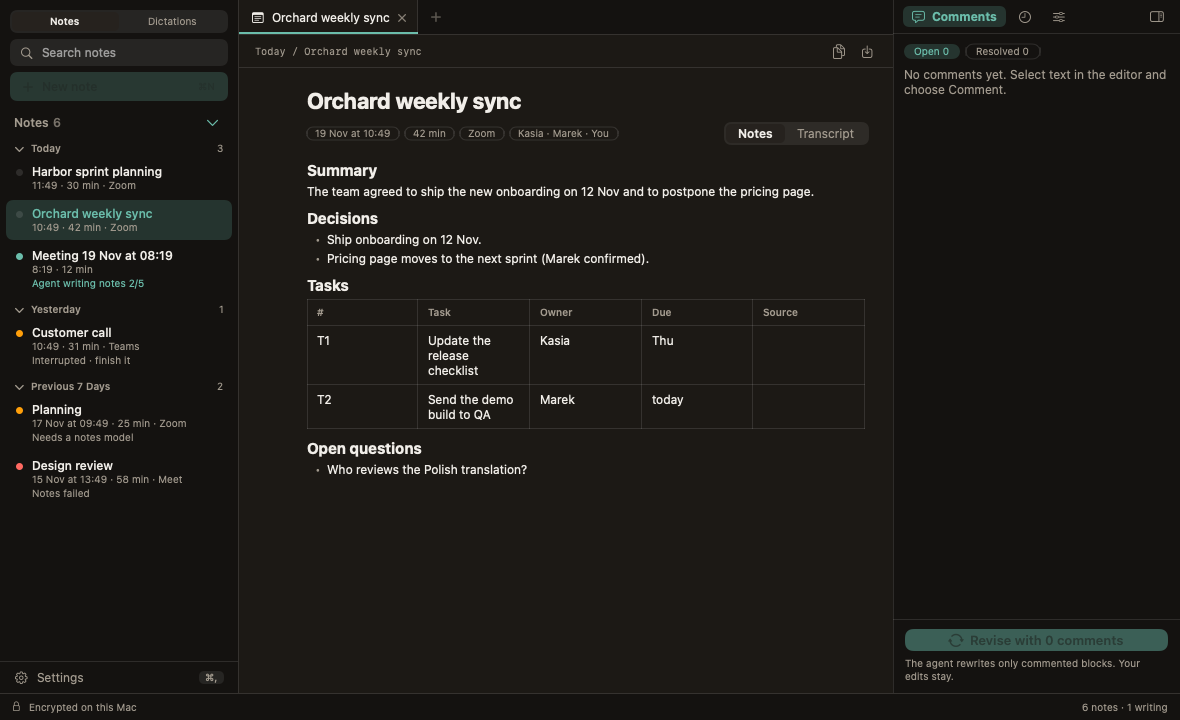 Notes
Dictations
Search notes
New note
⌘N
Notes 6
Today 3
Harbor sprint planning
11:49 · 30 min · Zoom
Orchard weekly sync
10:49 · 42 min · Zoom
Meeting 19 Nov at 08:19
8:19 · 12 min
Agent writing notes 2/5
Yesterday 1
Customer call
10:49 · 31 min · Teams
Interrupted · finish it
Previous 7 Days 2
Planning
17 Nov at 09:49 · 25 min · Zoom
Needs a notes model
Design review
15 Nov at 13:49 · 58 min · Meet
Notes failed
Settings ⌘,
Encrypted on this Mac
Orchard weekly sync
Today / Orchard weekly sync
Orchard weekly sync
19 Nov at 10:49
42 min
Zoom
Kasia · Marek · You
Notes
Transcript
Summary
The team agreed to ship the new onboarding on 12 Nov and to postpone the pricing page.
Decisions
• Ship onboarding on 12 Nov.
• Pricing page moves to the next sprint (Marek confirmed).
Tasks
# Task Owner Due Source
T1 Update the release checklist Kasia Thu
T2 Send the demo build to QA Marek today
Open questions
• Who reviews the Polish translation?
Comments
Open 0
Resolved 0
No comments yet. Select text in the editor and
choose Comment.
Revise with 0 comments
The agent rewrites only commented blocks. Your
edits stay.
6 notes · 1 writing